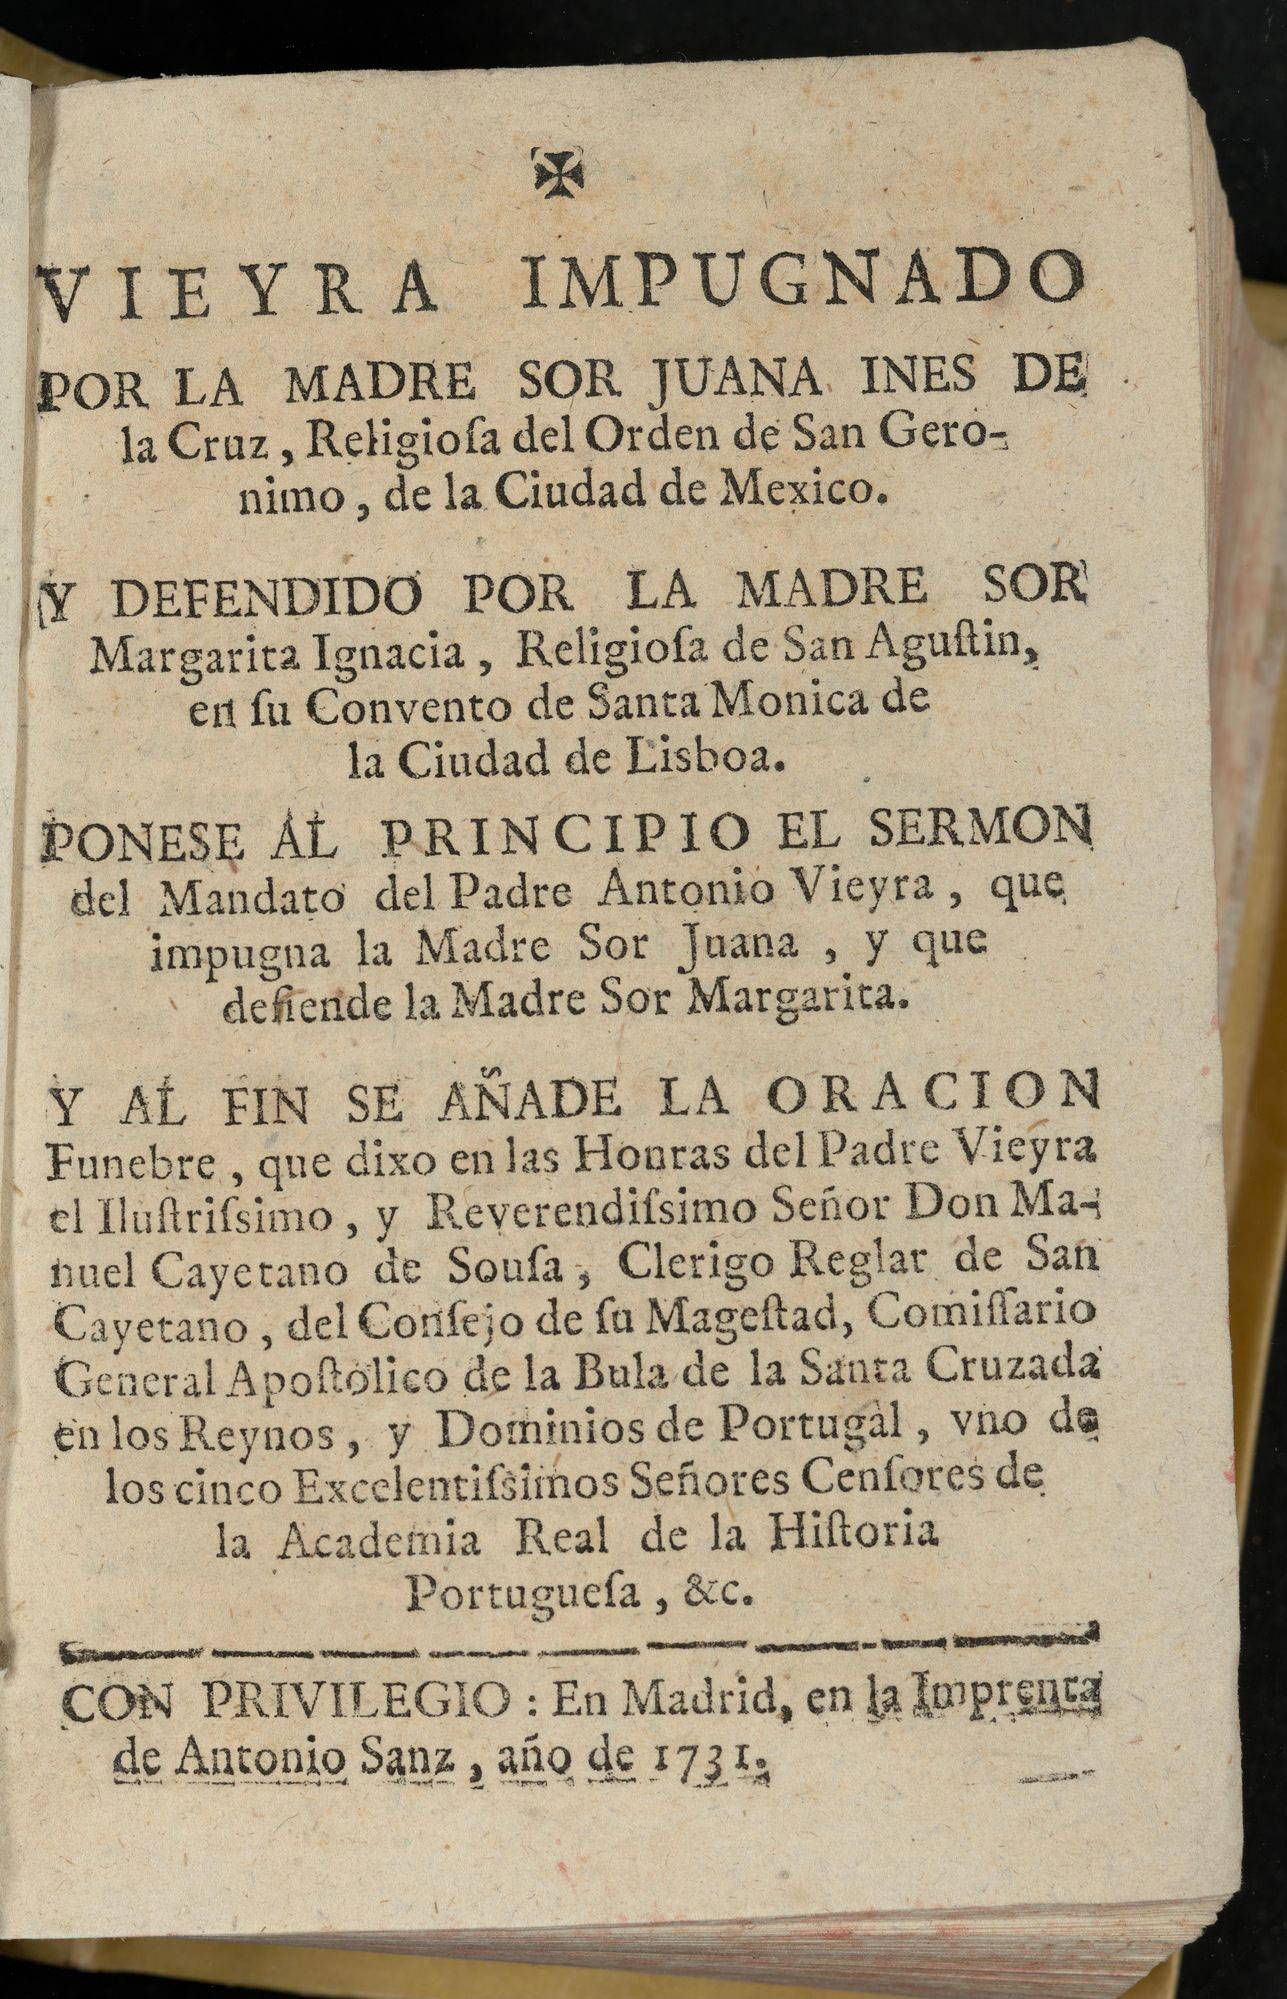 ✠
VIEYRA IMPUGNADO
POR LA MADRE SOR JUANA INES DE
la Cruz, Religioſa del Orden de San Gero-
nimo, de la Ciudad de Mexico.
Y DEFENDIDO POR LA MADRE SOR
Margarita Ignacia, Religioſa de San Aguſtin,
en ſu Convento de Santa Monica de
la Ciudad de Lisboa.
PONESE AL PRINCIPIO EL SERMON
del Mandato del Padre Antonio Vieyra, que
impugna la Madre Sor Juana, y que
defiende la Madre Sor Margarita.
Y AL FIN SE AÑADE LA ORACION
Funebre, que dixo en las Honras del Padre Vieyra
el Iluſtriſsimo, y Reverendiſsimo Señor Don Ma-
nuel Cayetano de Souſa, Clerigo Reglar de San
Cayetano, del Conſejo de ſu Mageſtad, Comiſſario
General Apoſtolico de la Bula de la Santa Cruzada
en los Reynos, y Dominios de Portugàl, vno de
los cinco Excelentiſsimos Señores Cenſores de
la Academia Real de la Hiſtoria
Portugueſa, &c.
CON PRIVILEGIO: En Madrid, en la Imprenta
de Antonio Sanz, año de 1731.